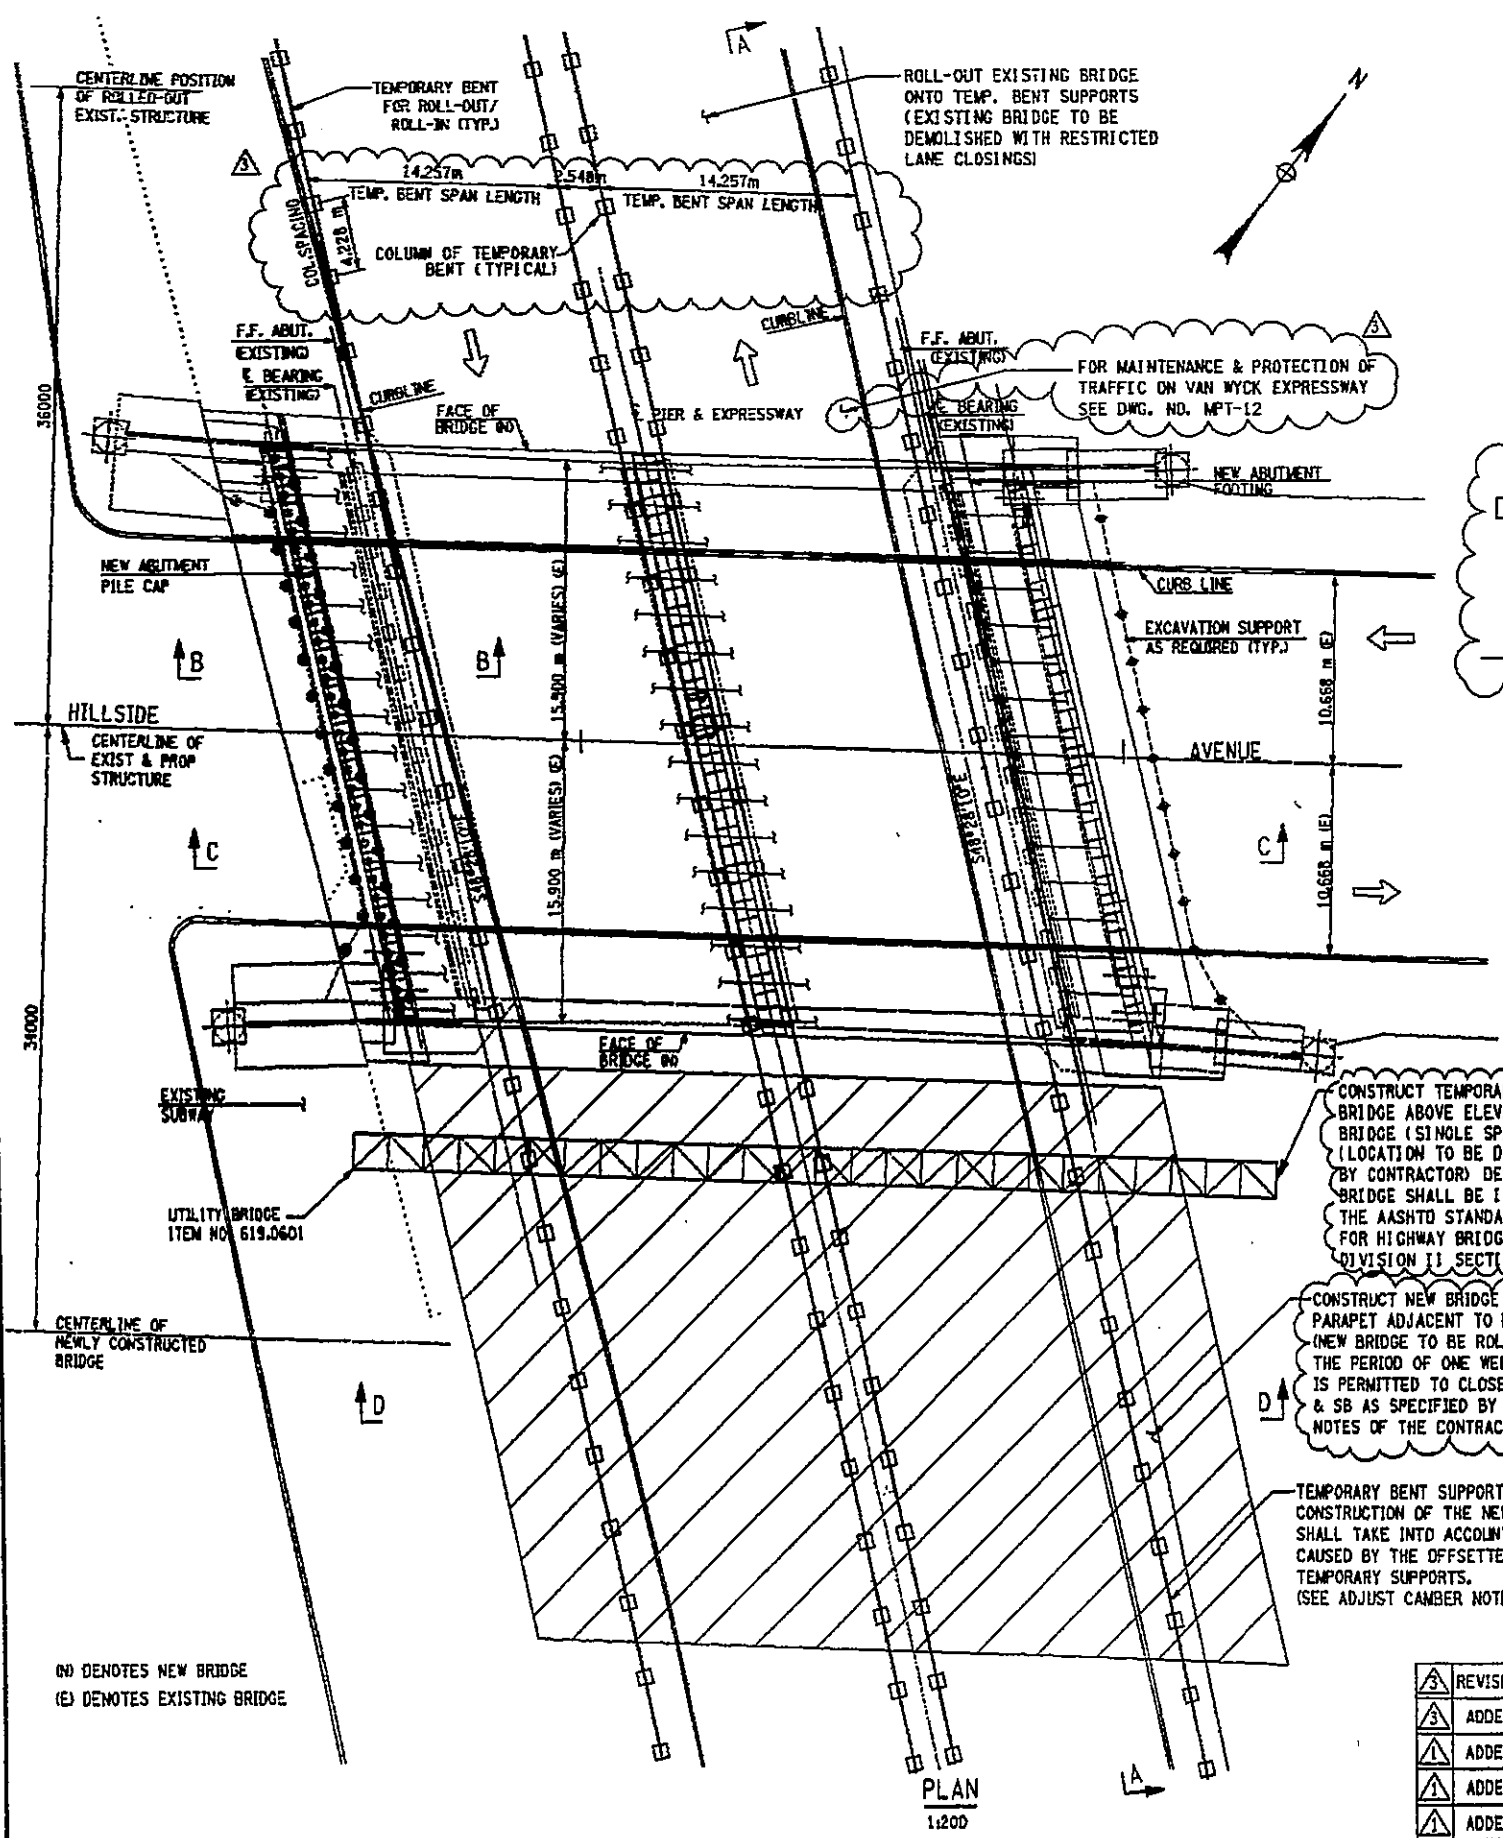 CENTERLINE POSITION
OF ROLLED-OUT
EXIST. STRUCTURE
TEMPORARY BENT
FOR ROLL-OUT/
ROLL-IN (TYP.)
A
ROLL-OUT EXISTING BRIDGE
ONTO TEMP. BENT SUPPORTS
(EXISTING BRIDGE TO BE
DEMOLISHED WITH RESTRICTED
LANE CLOSINGS)
N
3
14.257m
2.548m
14.257m
TEMP. BENT SPAN LENGTH
TEMP. BENT SPAN LENGTH
COL. SPACING
4.228 m
COLUMN OF TEMPORARY
BENT (TYPICAL)
CURBLINE
F.F. ABUT.
(EXISTING)
℄ BEARING
(EXISTING)
CURBLINE
FACE OF
BRIDGE (N)
℄ PIER & EXPRESSWAY
F.F. ABUT.
(EXISTING)
℄ BEARING
(EXISTING)
3
FOR MAINTENANCE & PROTECTION OF
TRAFFIC ON VAN WYCK EXPRESSWAY
SEE DWG. NO. MPT-12
36000
NEW ABUTMENT
FOOTING
NEW ABUTMENT
PILE CAP
CURB LINE
EXCAVATION SUPPORT
AS REQUIRED (TYP.)
B
B
15.900 m (VARIES) (E)
10.668 m (E)
HILLSIDE
AVENUE
CENTERLINE OF
EXIST & PROP
STRUCTURE
C
C
15.900 m (VARIES) (E)
10.668 m (E)
34000
FACE OF
BRIDGE (N)
EXISTING
SUBWAY
UTILITY BRIDGE
ITEM NO. 619.0601
CONSTRUCT TEMPORA
BRIDGE ABOVE ELEV
BRIDGE (SINGLE SP
(LOCATION TO BE D
BY CONTRACTOR) DE
BRIDGE SHALL BE I
THE AASHTO STANDA
FOR HIGHWAY BRIDG
DIVISION II SECTI
CENTERLINE OF
NEWLY CONSTRUCTED
BRIDGE
CONSTRUCT NEW BRIDGE
PARAPET ADJACENT TO
(NEW BRIDGE TO BE ROL
THE PERIOD OF ONE WEE
IS PERMITTED TO CLOSE
& SB AS SPECIFIED BY
NOTES OF THE CONTRAC
D
D
TEMPORARY BENT SUPPORT
CONSTRUCTION OF THE NE
SHALL TAKE INTO ACCOUN
CAUSED BY THE OFFSETTE
TEMPORARY SUPPORTS.
(SEE ADJUST CAMBER NOT
(N) DENOTES NEW BRIDGE
(E) DENOTES EXISTING BRIDGE
PLAN
1:200
A
3 REVIS
3 ADDE
1 ADDE
1 ADDE
1 ADDE